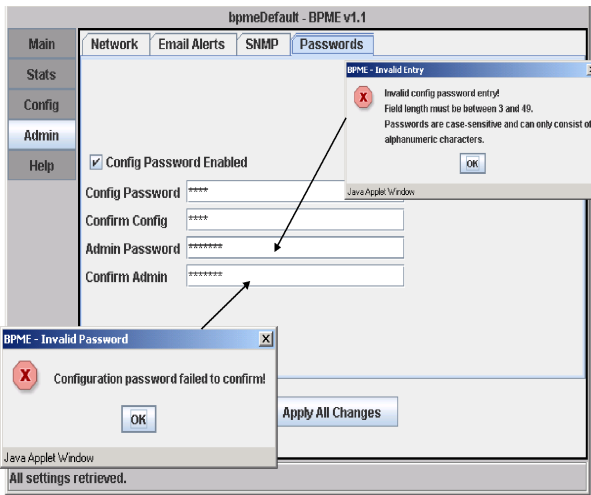 bpmeDefault - BPME v1.1
Main
Stats
Config
Admin
Help
Network
Email Alerts
SNMP
Passwords
BPME - Invalid Entry
X
Invalid config password entry!
Field length must be between 3 and 49.
Passwords are case-sensitive and can only consist of
alphanumeric characters.
OK
Java Applet Window
Config Password Enabled
Config Password ****
Confirm Config ****
Admin Password *******
Confirm Admin *******
BPME - Invalid Password
X
X
Configuration password failed to confirm!
OK
Java Applet Window
Apply All Changes
All settings retrieved.